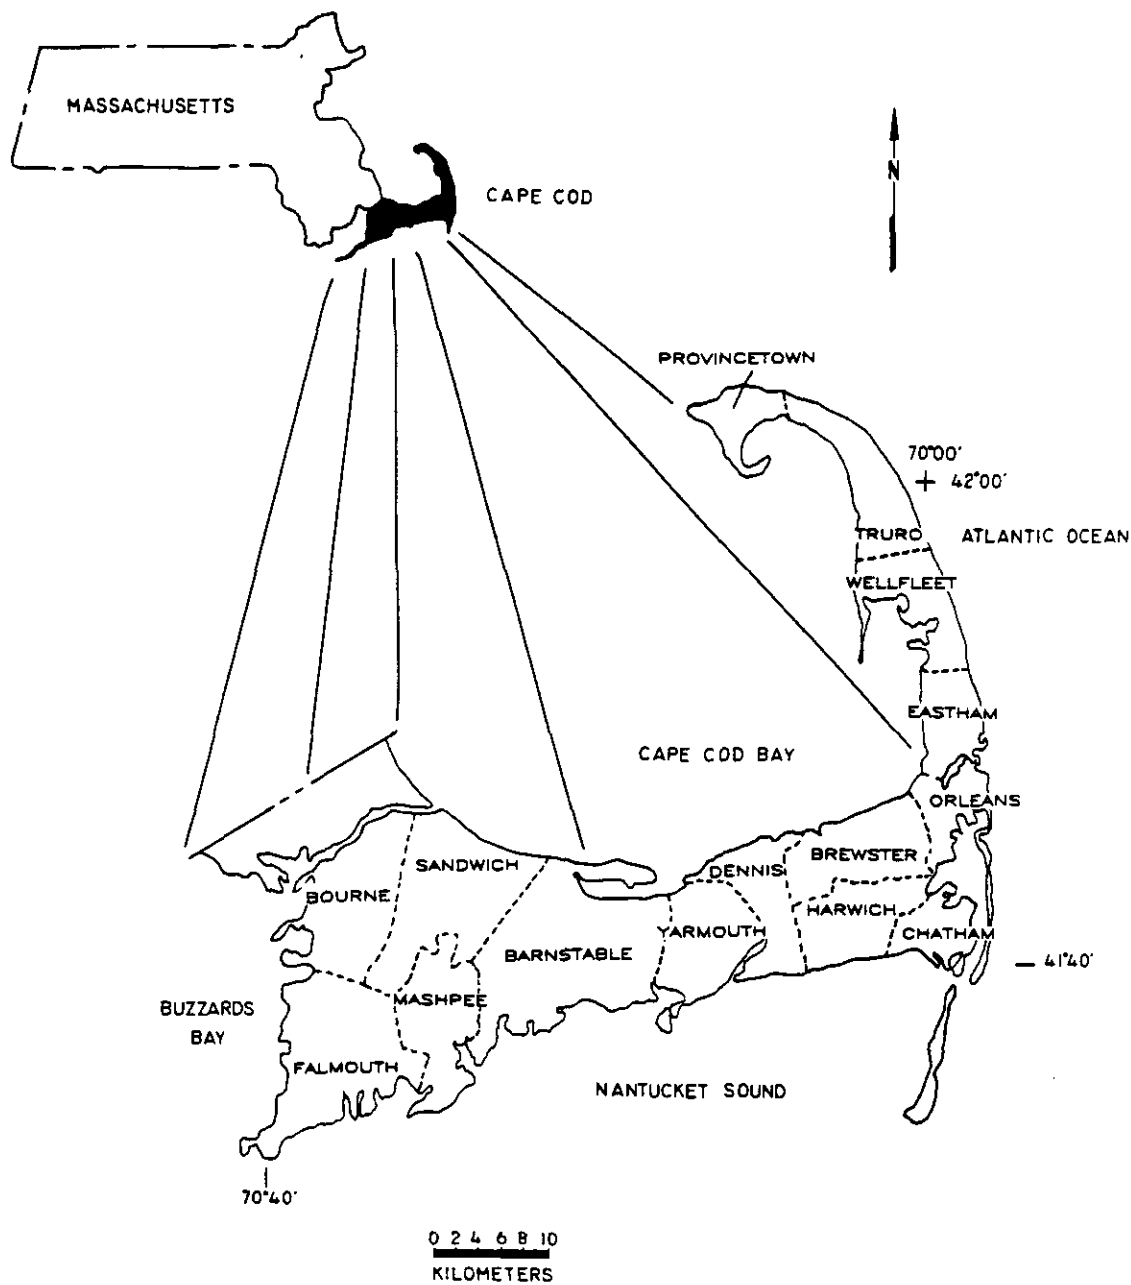 MASSACHUSETTS
CAPE COD
N
PROVINCETOWN
70°00'
42°00'
TRURO
ATLANTIC OCEAN
WELLFLEET
EASTHAM
CAPE COD BAY
ORLEANS
BREWSTER
DENNIS
SANDWICH
BOURNE
HARWICH
YARMOUTH
CHATHAM
BARNSTABLE
41°40'
MASHPEE
BUZZARDS
BAY
FALMOUTH
NANTUCKET SOUND
70°40'
0 2 4 6 8 10
KILOMETERS